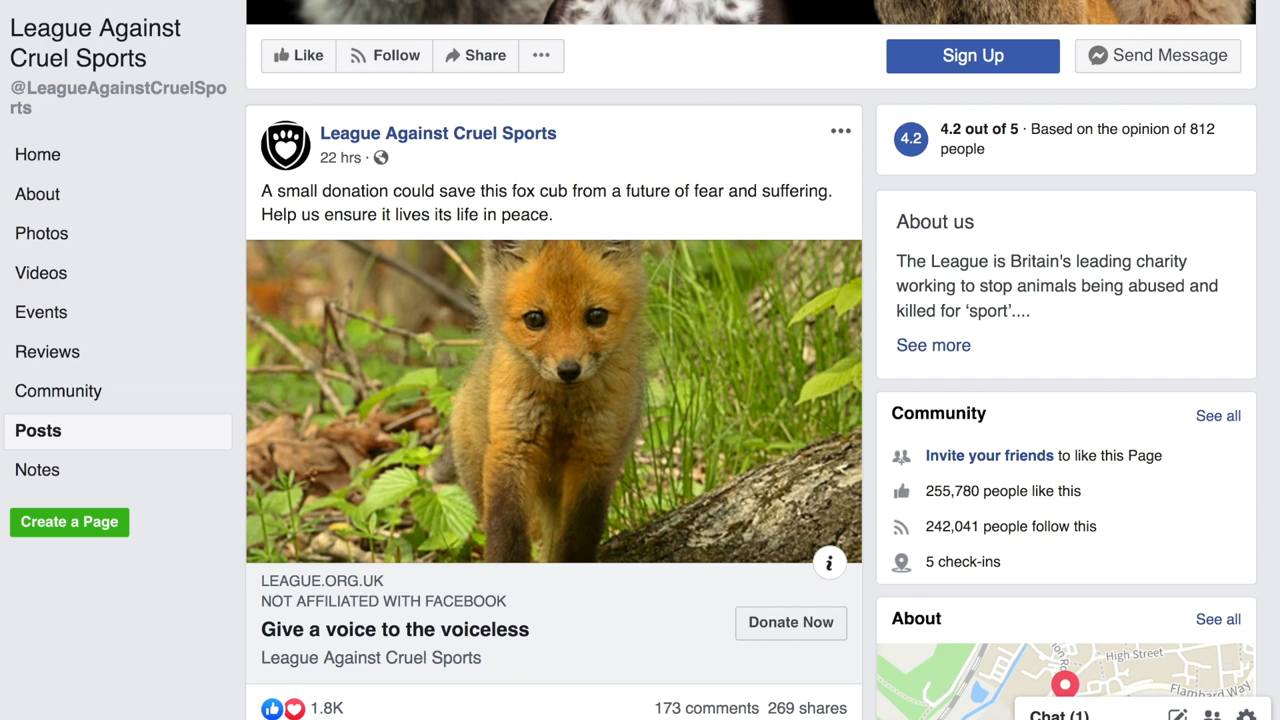 League Against
Cruel Sports
@LeagueAgainstCruelSpo
rts
Home
About
Photos
Videos
Events
Reviews
Community
Posts
Notes
Create a Page
Like
Follow
Share
Sign Up
Send Message
League Against Cruel Sports
22 hrs ·
A small donation could save this fox cub from a future of fear and suffering.
Help us ensure it lives its life in peace.
i
LEAGUE.ORG.UK
NOT AFFILIATED WITH FACEBOOK
Give a voice to the voiceless
League Against Cruel Sports
Donate Now
1.8K
173 comments 269 shares
4.2
4.2 out of 5 · Based on the opinion of 812
people
About us
The League is Britain's leading charity
working to stop animals being abused and
killed for ‘sport’....
See more
Community
See all
Invite your friends to like this Page
255,780 people like this
242,041 people follow this
5 check-ins
About
See all
High Street
Flambard Way
Chat (1)